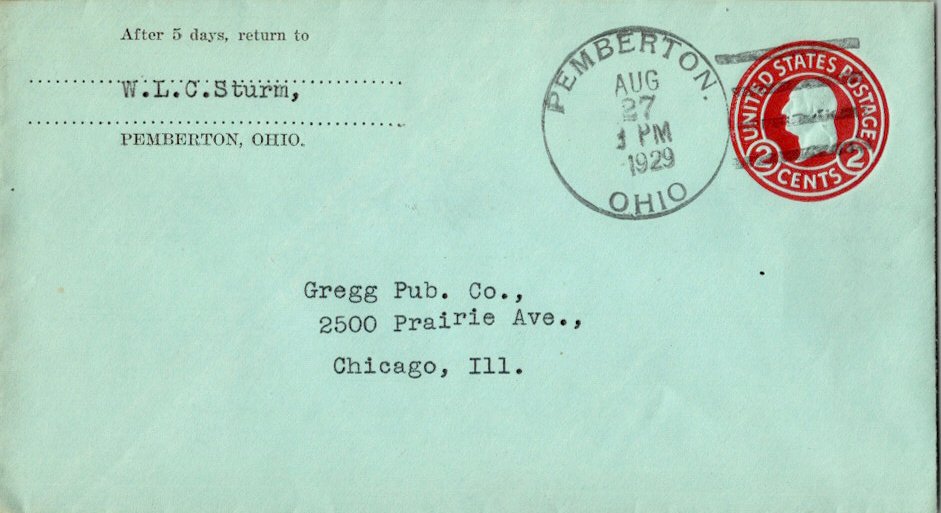 After 5 days, return to
W.L.C.Sturm,
PEMBERTON, OHIO.
PEMBERTON.
AUG
27
1 PM
1929
OHIO
UNITED STATES POSTAGE
2 CENTS 2
Gregg Pub. Co.,
2500 Prairie Ave.,
Chicago, Ill.